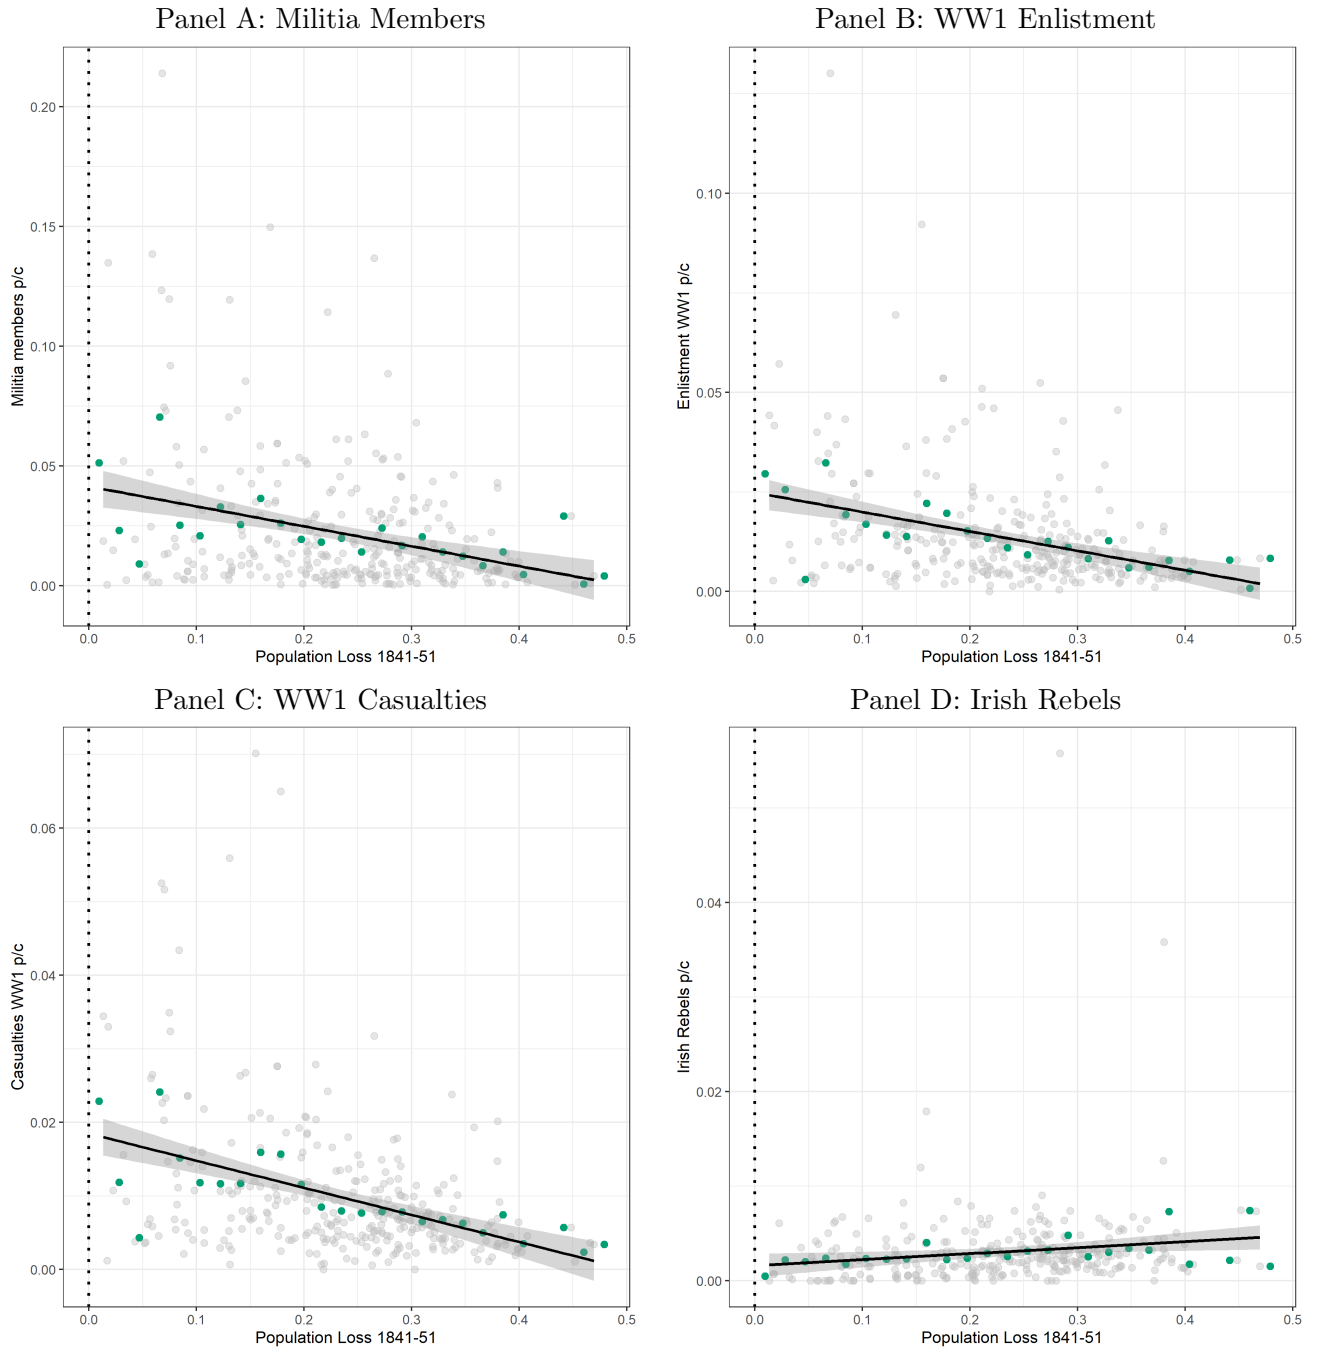 Panel A: Militia Members
Militia members p/c
0.20
0.15
0.10
0.05
0.00
0.0 0.1 0.2 0.3 0.4 0.5
Population Loss 1841-51
Panel B: WW1 Enlistment
Enlistment WW1 p/c
0.10
0.05
0.00
0.0 0.1 0.2 0.3 0.4 0.5
Population Loss 1841-51
Panel C: WW1 Casualties
Casualties WW1 p/c
0.06
0.04
0.02
0.00
0.0 0.1 0.2 0.3 0.4 0.5
Population Loss 1841-51
Panel D: Irish Rebels
Irish Rebels p/c
0.04
0.02
0.00
0.0 0.1 0.2 0.3 0.4 0.5
Population Loss 1841-51